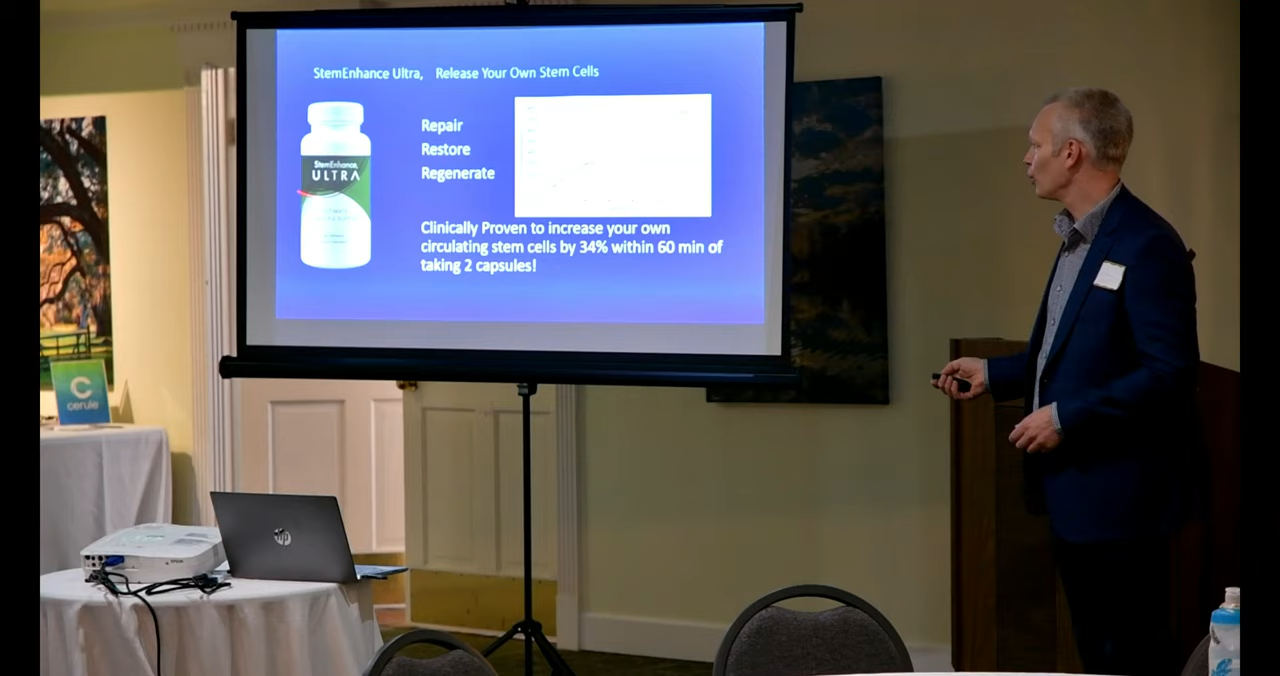 StemEnhance Ultra, Release Your Own Stem Cells
Repair
Restore
Regenerate
StemEnhance
ULTRA
Clinically Proven to increase your own
circulating stem cells by 34% within 60 min of
taking 2 capsules!
C
cerule
hp
EPSON